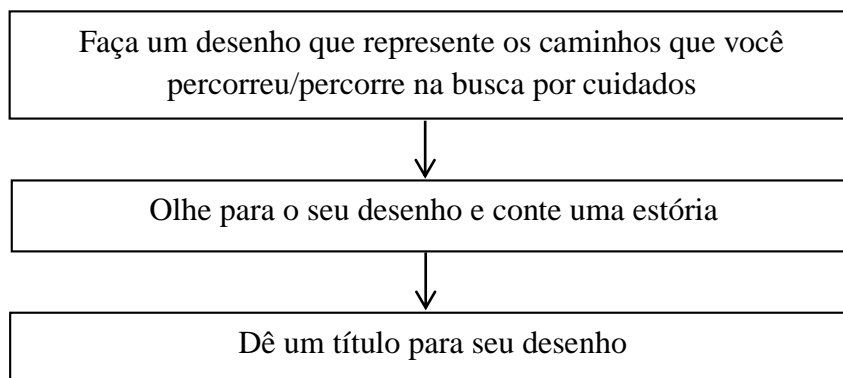 Faça um desenho que represente os caminhos que você
percorreu/percorre na busca por cuidados
Olhe para o seu desenho e conte uma estória
Dê um título para seu desenho